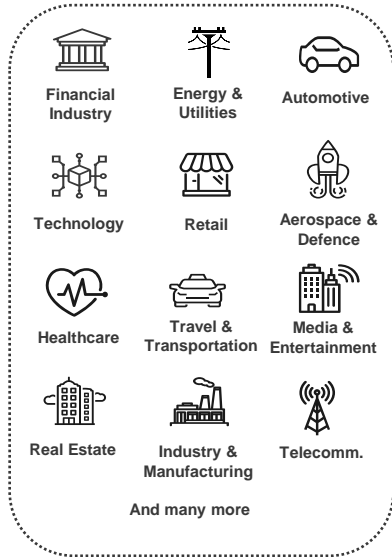 Financial
Industry
Energy &
Utilities
Automotive
Technology
Retail
Aerospace &
Defence
Healthcare
Travel &
Transportation
Media &
Entertainment
Real Estate
Industry &
Manufacturing
Telecomm.
And many more